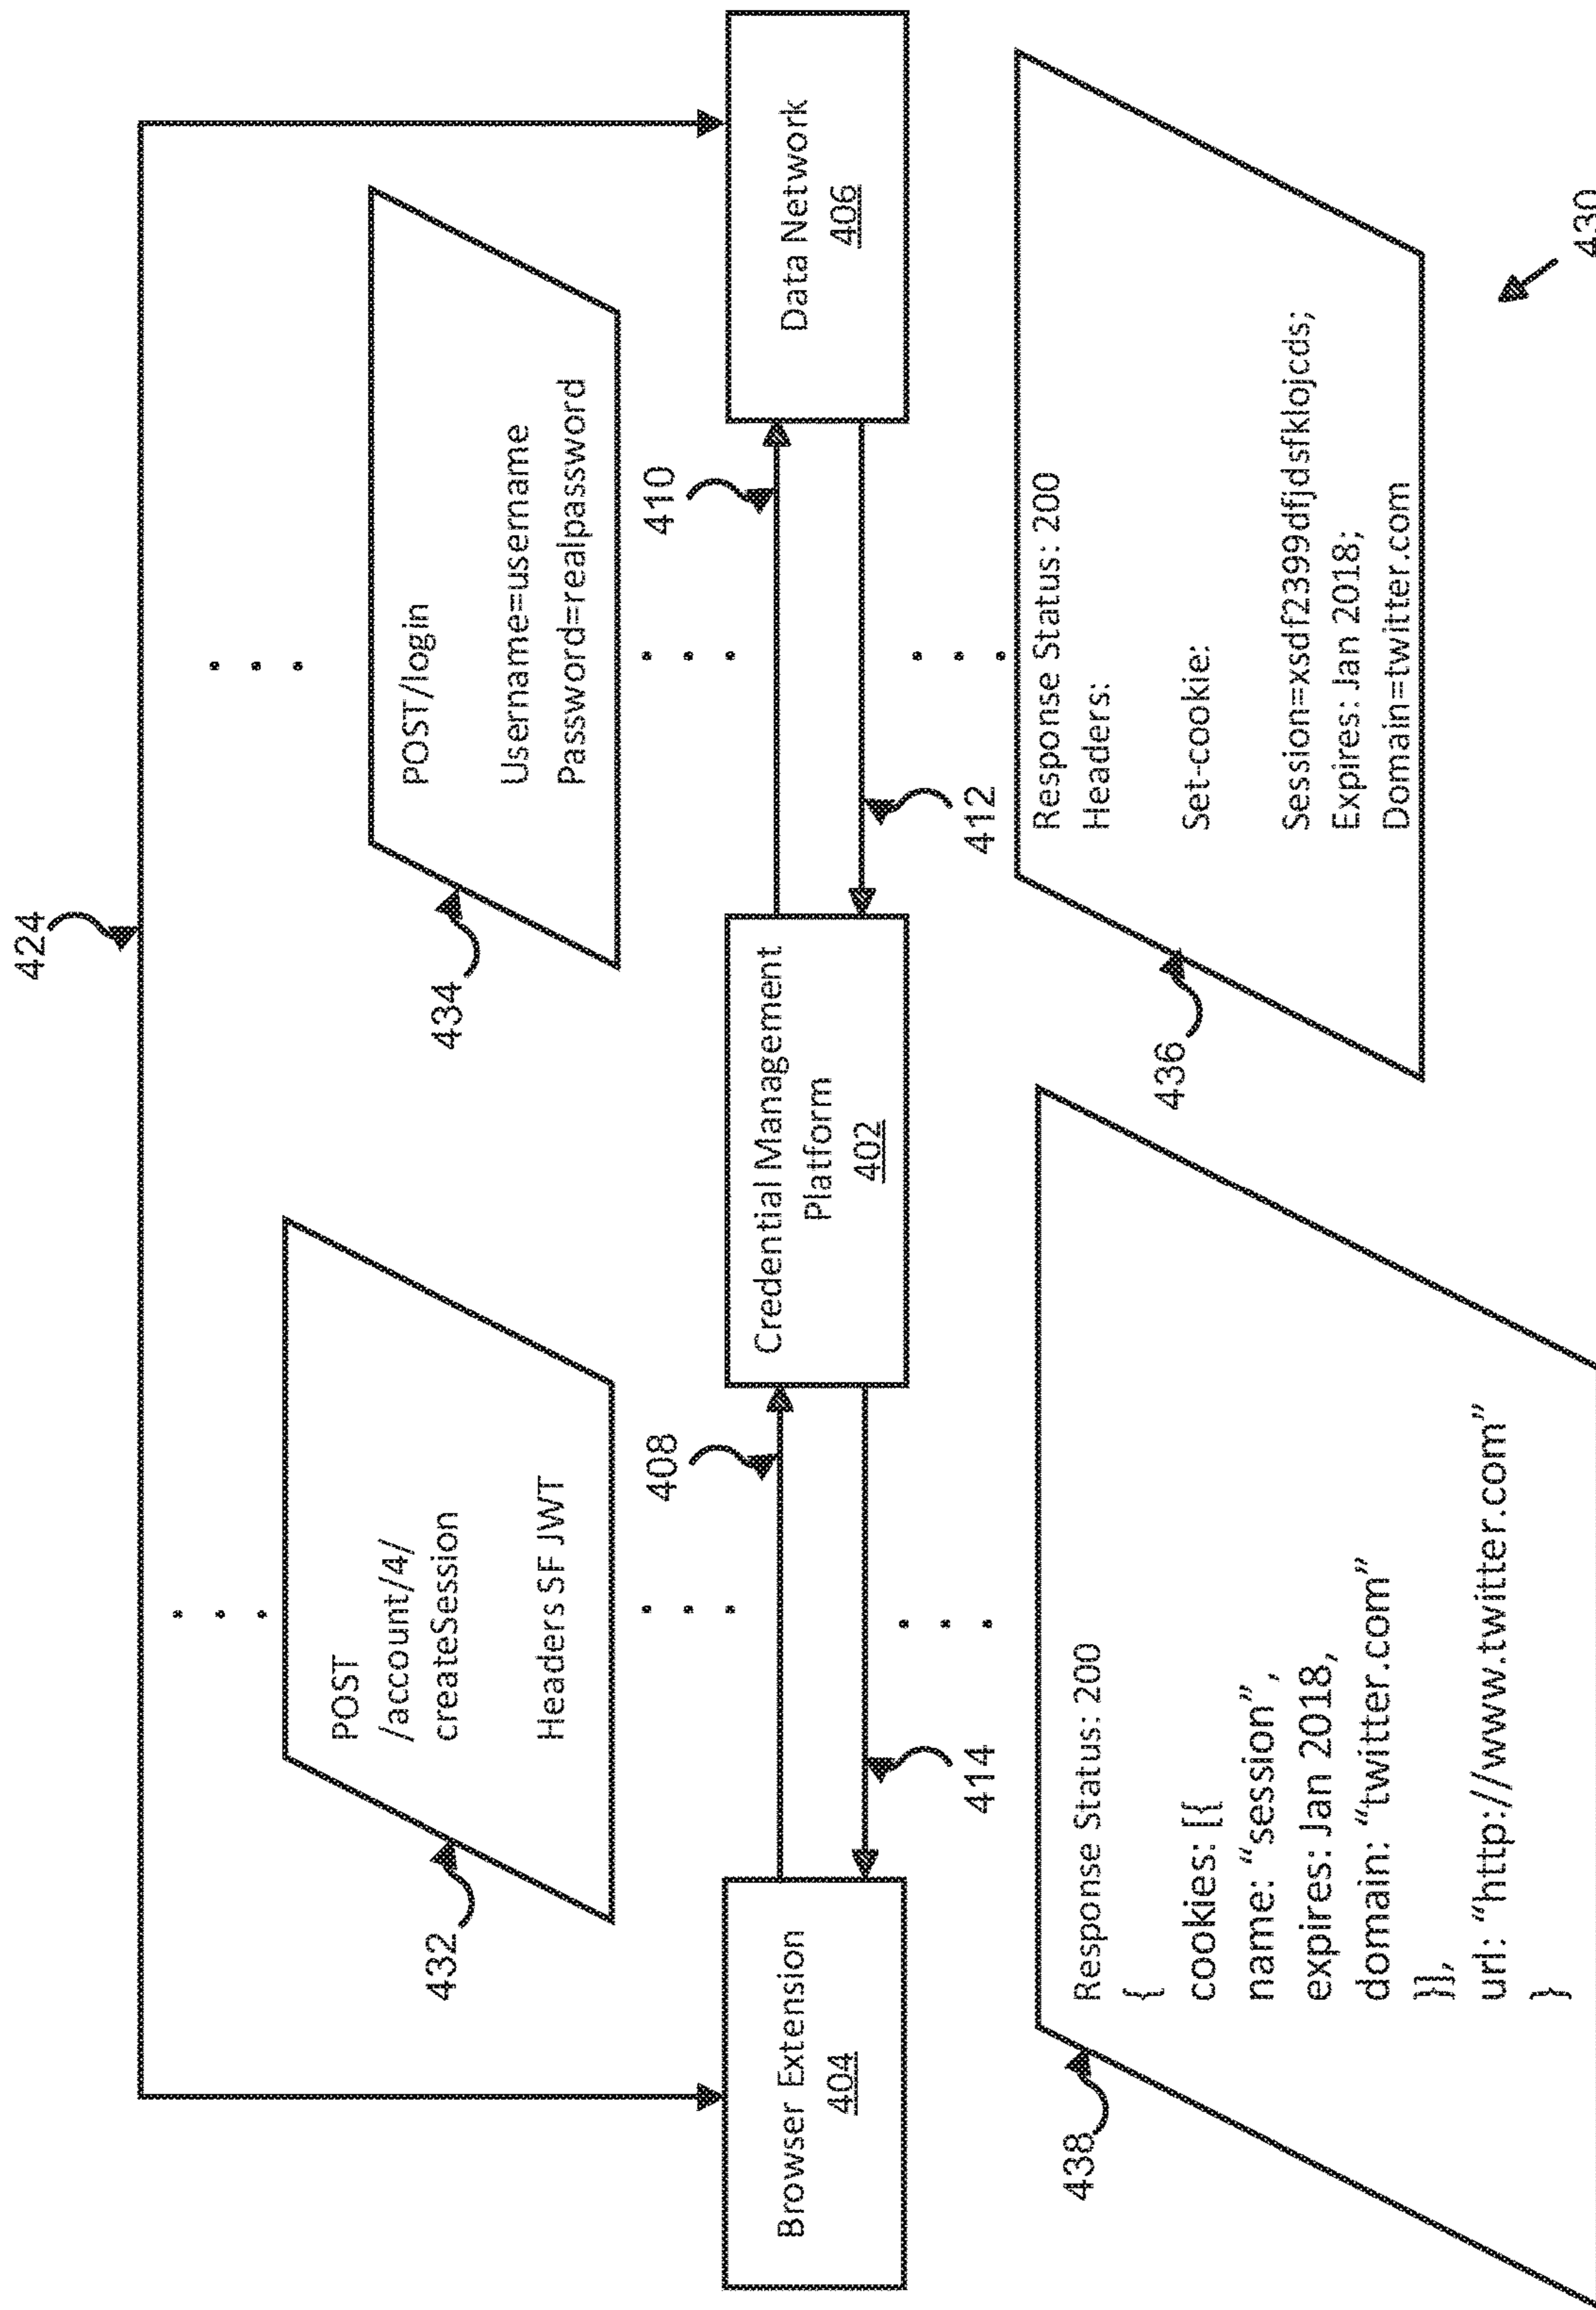 424
POST
/account/4/
createSession
Headers SF JWT
432
POST/login
Username=username
Password=realpassword
434
408
410
Browser Extension
404
Credential Management
Platform
402
Data Network
406
414
412
Response Status: 200
{
cookies: [{
name: “session”,
expires: Jan 2018,
domain: “twitter.com”
}],
url: “http://www.twitter.com”
}
438
Response Status: 200
Headers:
Set-cookie:
Session=xsdf2399dfjdsfklojcds;
Expires: Jan 2018;
Domain=twitter.com
436
430